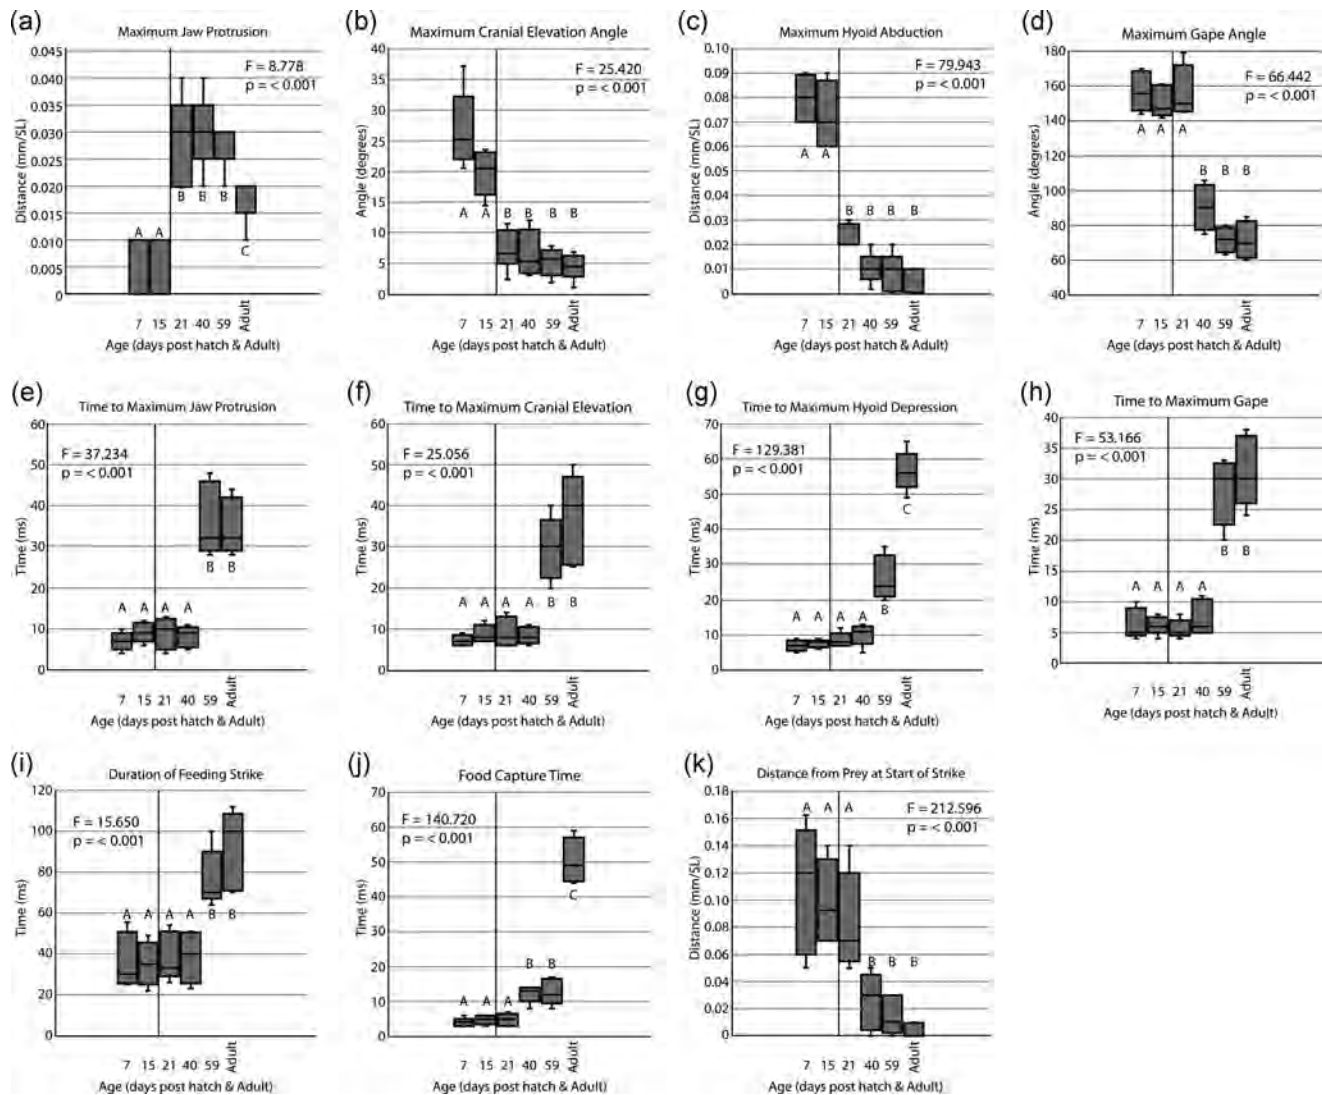 (a)
Maximum Jaw Protrusion
0.045
0.040
0.035
0.030
0.025
0.020
0.015
0.010
0.005
0
Distance (mm/SL)
F = 8.778
p = < 0.001
A A B B B C
7 15 21 40 59 Adult
Age (days post hatch & Adult)
(b)
Maximum Cranial Elevation Angle
40
35
30
25
20
15
10
5
0
Angle (degrees)
F = 25.420
p = < 0.001
A A B B B B
7 15 21 40 59 Adult
Age (days post hatch & Adult)
(c)
Maximum Hyoid Abduction
0.10
0.09
0.08
0.07
0.06
0.05
0.04
0.03
0.02
0.01
0
Distance (mm/SL)
F = 79.943
p = < 0.001
A A B B B B
7 15 21 40 59 Adult
Age (days post hatch & Adult)
(d)
Maximum Gape Angle
180
160
140
120
100
80
60
40
Angle (degrees)
F = 66.442
p = < 0.001
A A A B B B
7 15 21 40 59 Adult
Age (days post hatch & Adult)
(e)
Time to Maximum Jaw Protrusion
60
50
40
30
20
10
0
Time (ms)
F = 37.234
p = < 0.001
A A A A B B
7 15 21 40 59 Adult
Age (days post hatch & Adult)
(f)
Time to Maximum Cranial Elevation
60
50
40
30
20
10
0
Time (ms)
F = 25.056
p = < 0.001
A A A A B B
7 15 21 40 59 Adult
Age (days post hatch & Adult)
(g)
Time to Maximum Hyoid Depression
70
60
50
40
30
20
10
0
Time (ms)
F = 129.381
p = < 0.001
A A A A B C
7 15 21 40 59 Adult
Age (days post hatch & Adult)
(h)
Time to Maximum Gape
40
35
30
25
20
15
10
5
0
Time (ms)
F = 53.166
p = < 0.001
A A A A B B
7 15 21 40 59 Adult
Age (days post hatch & Adult)
(i)
Duration of Feeding Strike
120
100
80
60
40
20
0
Time (ms)
F = 15.650
p = < 0.001
A A A A B B
7 15 21 40 59 Adult
Age (days post hatch & Adult)
(j)
Food Capture Time
70
60
50
40
30
20
10
0
Time (ms)
F = 140.720
p = < 0.001
A A A B B C
7 15 21 40 59 Adult
Age (days post hatch & Adult)
(k)
Distance from Prey at Start of Strike
0.18
0.16
0.14
0.12
0.10
0.08
0.06
0.04
0.02
0
Distance (mm/SL)
F = 212.596
p = < 0.001
A A A B B B
7 15 21 40 59 Adult
Age (days post hatch & Adult)